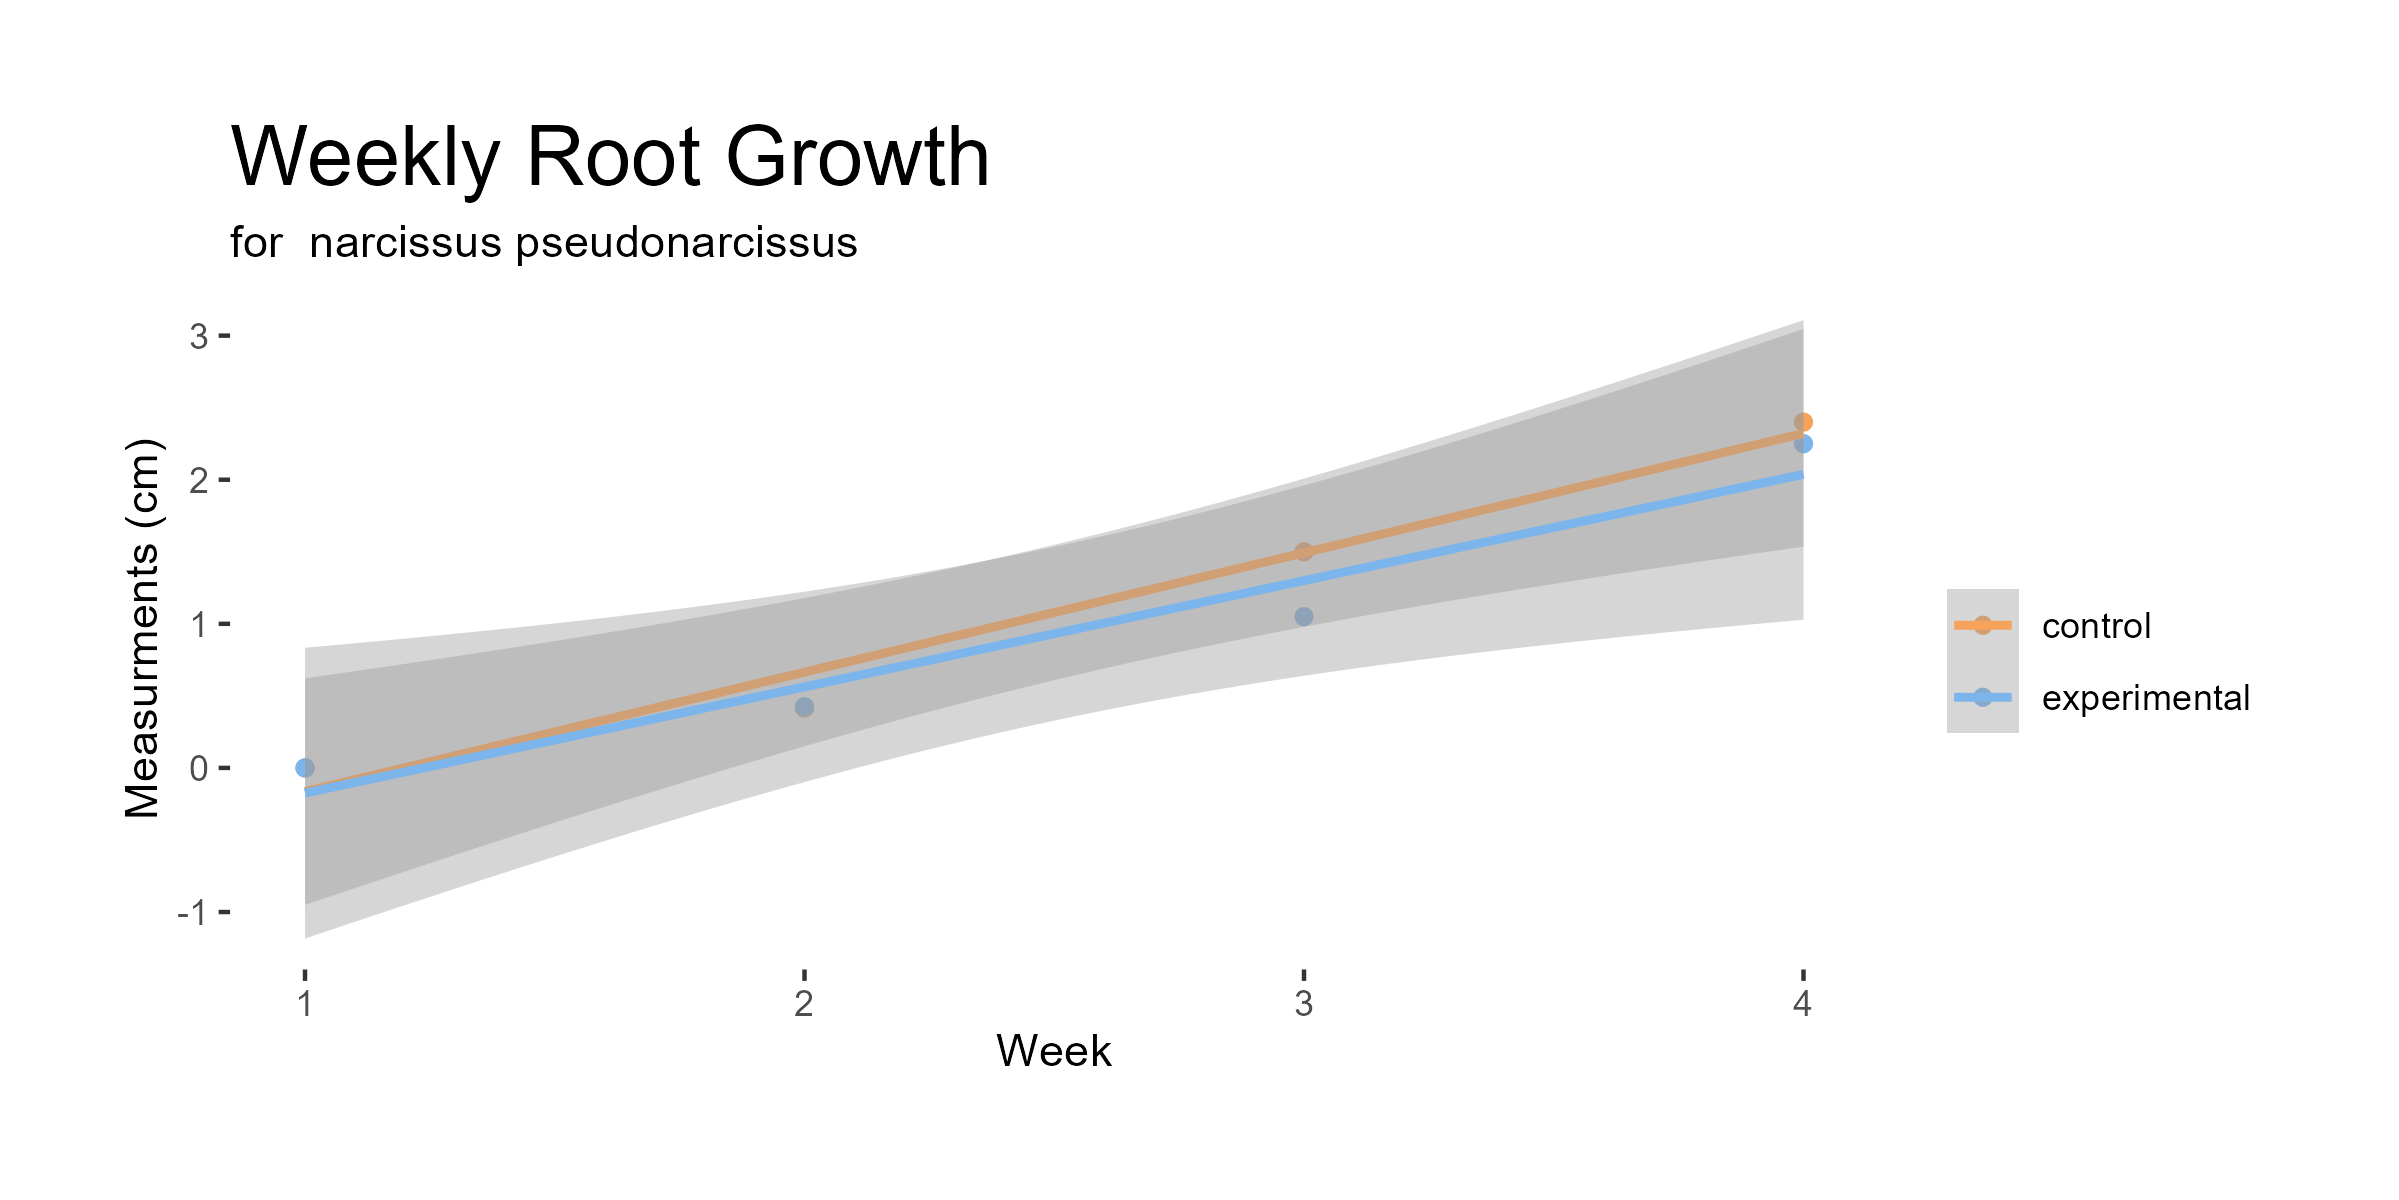 Weekly Root Growth
for  narcissus pseudonarcissus
Measurments (cm)
3
2
1
0
-1
1
2
3
4
Week
control
experimental